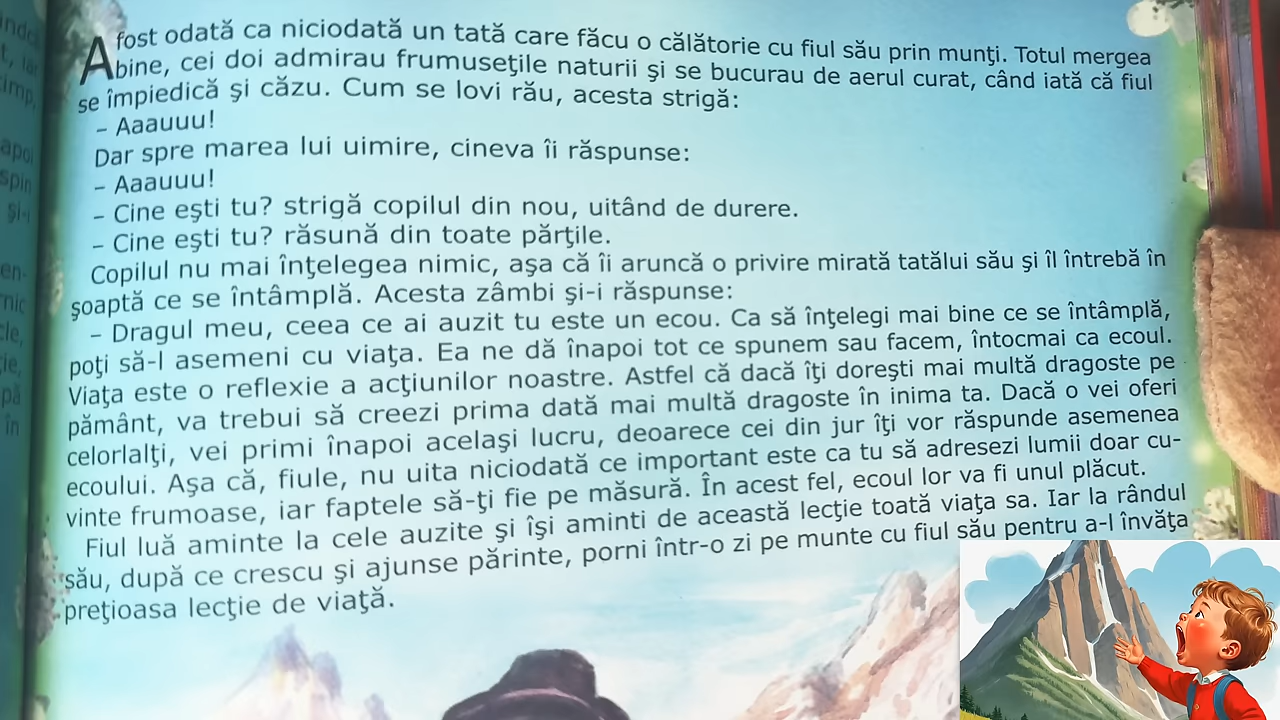 A fost odată ca niciodată un tată care făcu o călătorie cu fiul său prin munţi. Totul mergea
bine, cei doi admirau frumuseţile naturii şi se bucurau de aerul curat, când iată că fiul
se împiedică şi căzu. Cum se lovi rău, acesta strigă:
– Aaauuu!
Dar spre marea lui uimire, cineva îi răspunse:
– Aaauuu!
– Cine eşti tu? strigă copilul din nou, uitând de durere.
– Cine eşti tu? răsună din toate părţile.
Copilul nu mai înţelegea nimic, aşa că îi aruncă o privire mirată tatălui său şi îl întrebă în
şoaptă ce se întâmplă. Acesta zâmbi şi-i răspunse:
– Dragul meu, ceea ce ai auzit tu este un ecou. Ca să înţelegi mai bine ce se întâmplă,
poţi să-l asemeni cu viaţa. Ea ne dă înapoi tot ce spunem sau facem, întocmai ca ecoul.
Viaţa este o reflexie a acţiunilor noastre. Astfel că dacă îţi doreşti mai multă dragoste pe
pământ, va trebui să creezi prima dată mai multă dragoste în inima ta. Dacă o vei oferi
celorlalţi, vei primi înapoi acelaşi lucru, deoarece cei din jur îţi vor răspunde asemenea
ecoului. Aşa că, fiule, nu uita niciodată ce important este ca tu să adresezi lumii doar cu-
vinte frumoase, iar faptele să-ţi fie pe măsură. În acest fel, ecoul lor va fi unul plăcut.
Fiul luă aminte la cele auzite şi îşi aminti de această lecţie toată viaţa sa. Iar la rândul
său, după ce crescu şi ajunse părinte, porni într-o zi pe munte cu fiul său pentru a-l învăţa
preţioasa lecţie de viaţă.